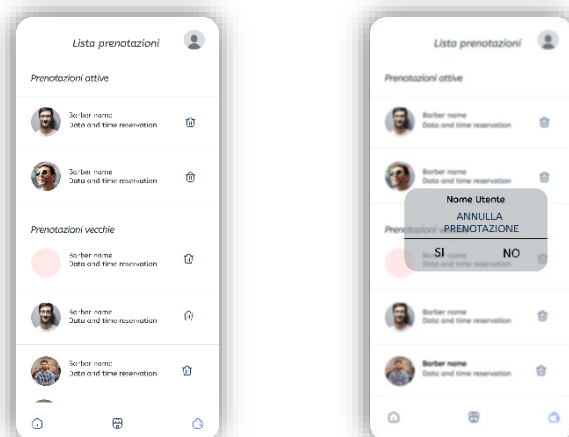 Lista prenotazioni
Prenotazioni attive
Barber name
Data and time reservation
Barber name
Data and time reservation
Prenotazioni vecchie
Barber name
Data and time reservation
Barber name
Data and time reservation
Barber name
Data and time reservation
Lista prenotazioni
Prenotazioni attive
Barber name
Data and time reservation
Barber name
Data and time reservation
Nome Utente
ANNULLA
PRENOTAZIONE
Prenotazioni vecchie
SI NO
Barber name
Data and time reservation
Barber name
Data and time reservation